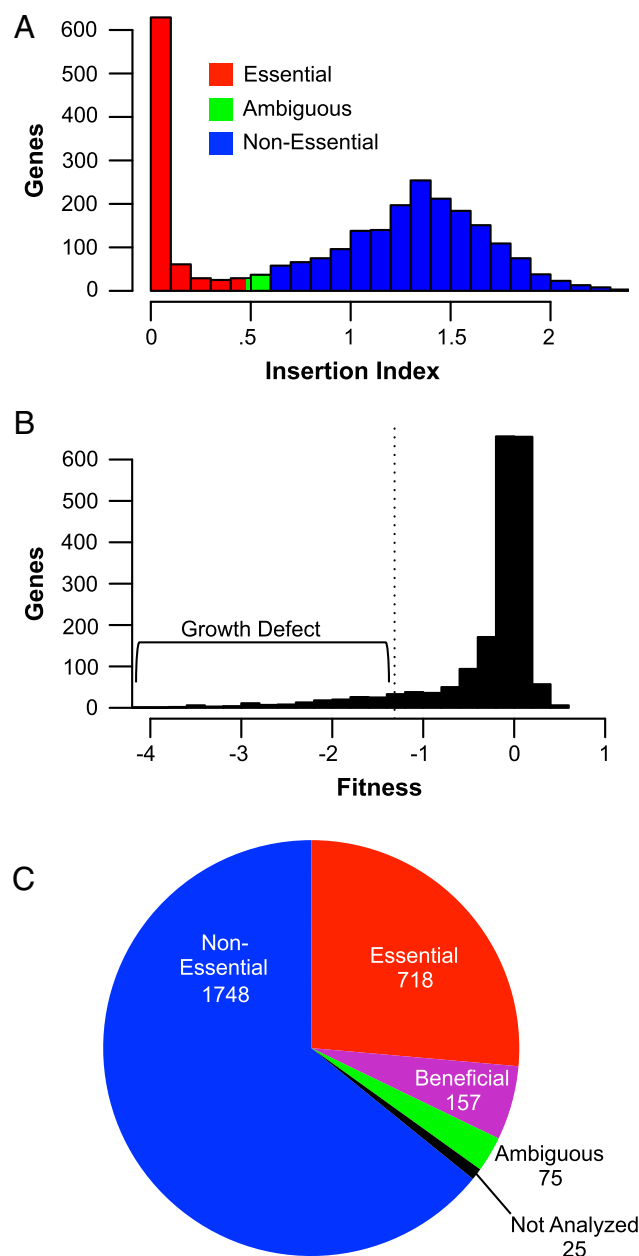 A
600
500
400
300
200
100
0
Genes
Essential
Ambiguous
Non-Essential
0
.5
1
1.5
2
Insertion Index
B
600
500
400
300
200
100
0
Genes
Growth Defect
-4
-3
-2
-1
0
1
Fitness
C
Non-
Essential
1748
Essential
718
Beneficial
157
Ambiguous
75
Not Analyzed
25